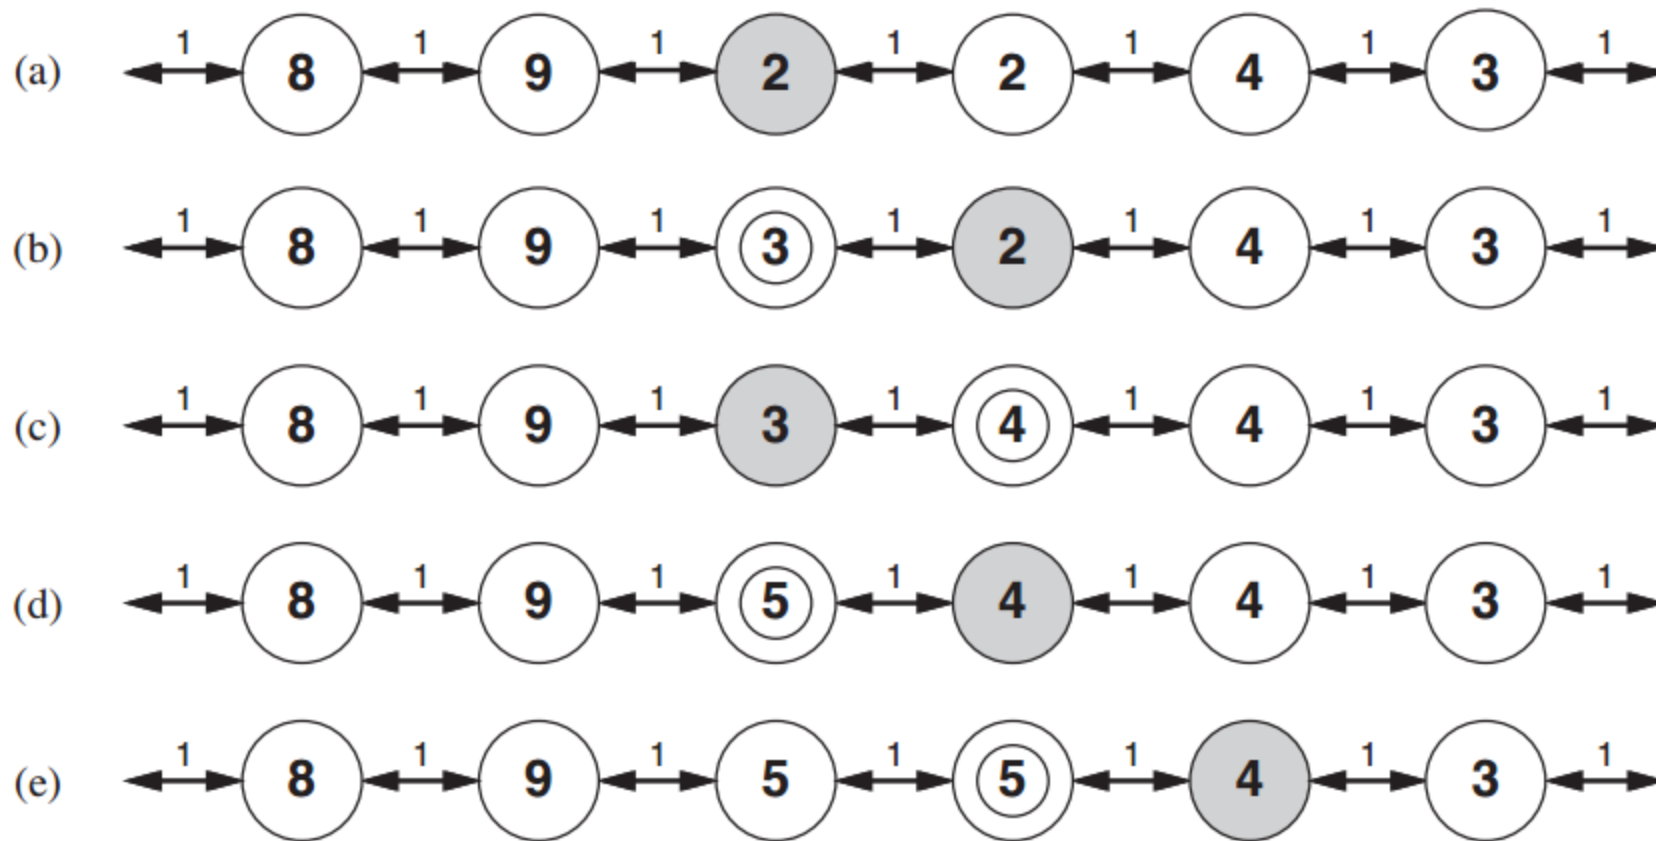 (a) 1 8 1 9 1 2 1 2 1 4 1 3 1
(b) 1 8 1 9 1 3 1 2 1 4 1 3 1
(c) 1 8 1 9 1 3 1 4 1 4 1 3 1
(d) 1 8 1 9 1 5 1 4 1 4 1 3 1
(e) 1 8 1 9 1 5 1 5 1 4 1 3 1